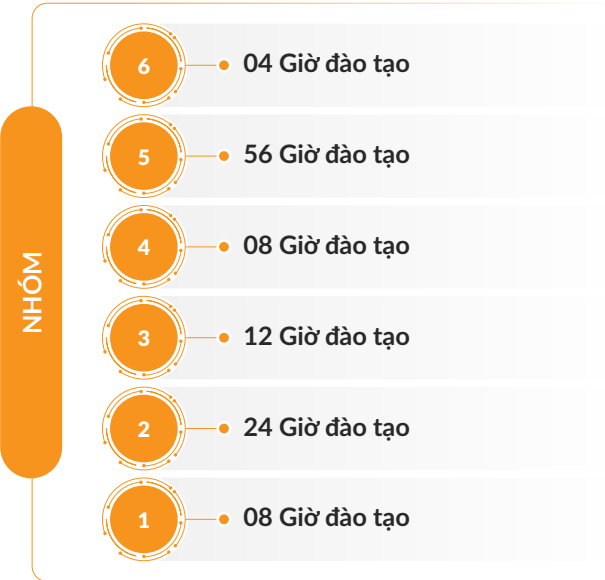 NHÓM
6
04 Giờ đào tạo
5
56 Giờ đào tạo
4
08 Giờ đào tạo
3
12 Giờ đào tạo
2
24 Giờ đào tạo
1
08 Giờ đào tạo